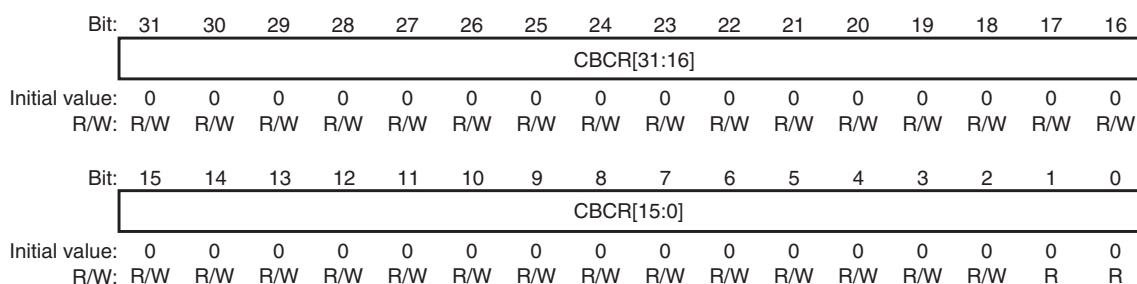 Bit: 31 30 29 28 27 26 25 24 23 22 21 20 19 18 17 16
CBCR[31:16]
Initial value: 0 0 0 0 0 0 0 0 0 0 0 0 0 0 0 0
R/W: R/W R/W R/W R/W R/W R/W R/W R/W R/W R/W R/W R/W R/W R/W R/W R/W
Bit: 15 14 13 12 11 10 9 8 7 6 5 4 3 2 1 0
CBCR[15:0]
Initial value: 0 0 0 0 0 0 0 0 0 0 0 0 0 0 0 0
R/W: R/W R/W R/W R/W R/W R/W R/W R/W R/W R/W R/W R/W R/W R/W R R